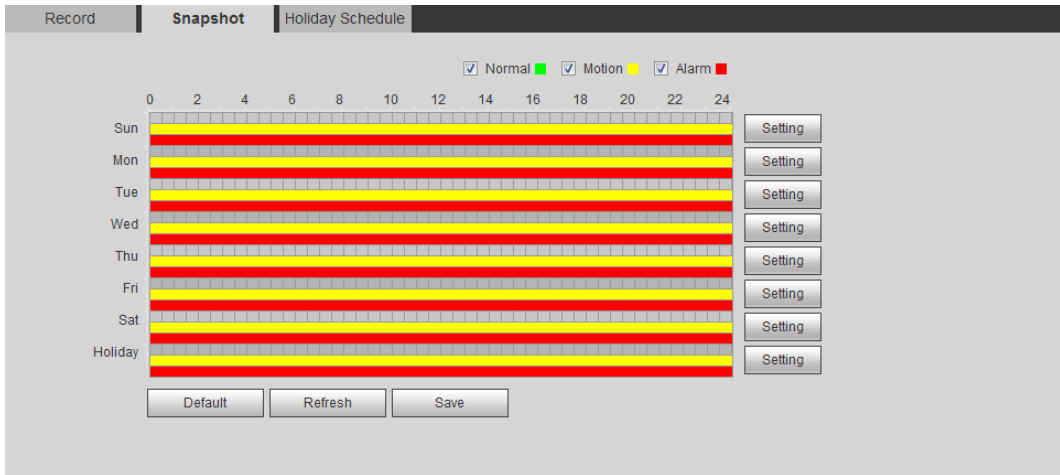 Record Snapshot Holiday Schedule
Normal Motion Alarm
0 2 4 6 8 10 12 14 16 18 20 22 24
Sun Setting
Mon Setting
Tue Setting
Wed Setting
Thu Setting
Fri Setting
Sat Setting
Holiday Setting
Default Refresh Save